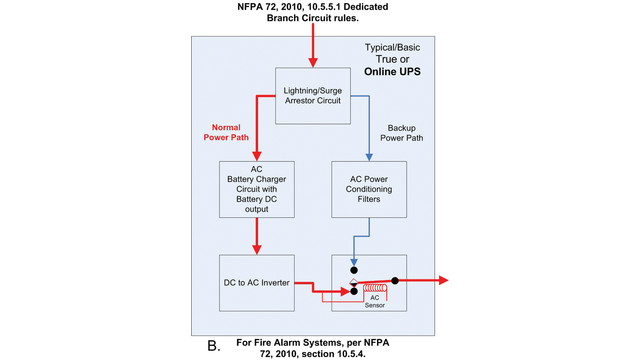 NFPA 72, 2010, 10.5.5.1 Dedicated
Branch Circuit rules.
Typical/Basic
True or
Online UPS
Lightning/Surge
Arrestor Circuit
Normal
Power Path
Backup
Power Path
AC
Battery Charger
Circuit with
Battery DC
output
AC Power
Conditioning
Filters
DC to AC Inverter
AC
Sensor
B.
For Fire Alarm Systems, per NFPA
72, 2010, section 10.5.4.